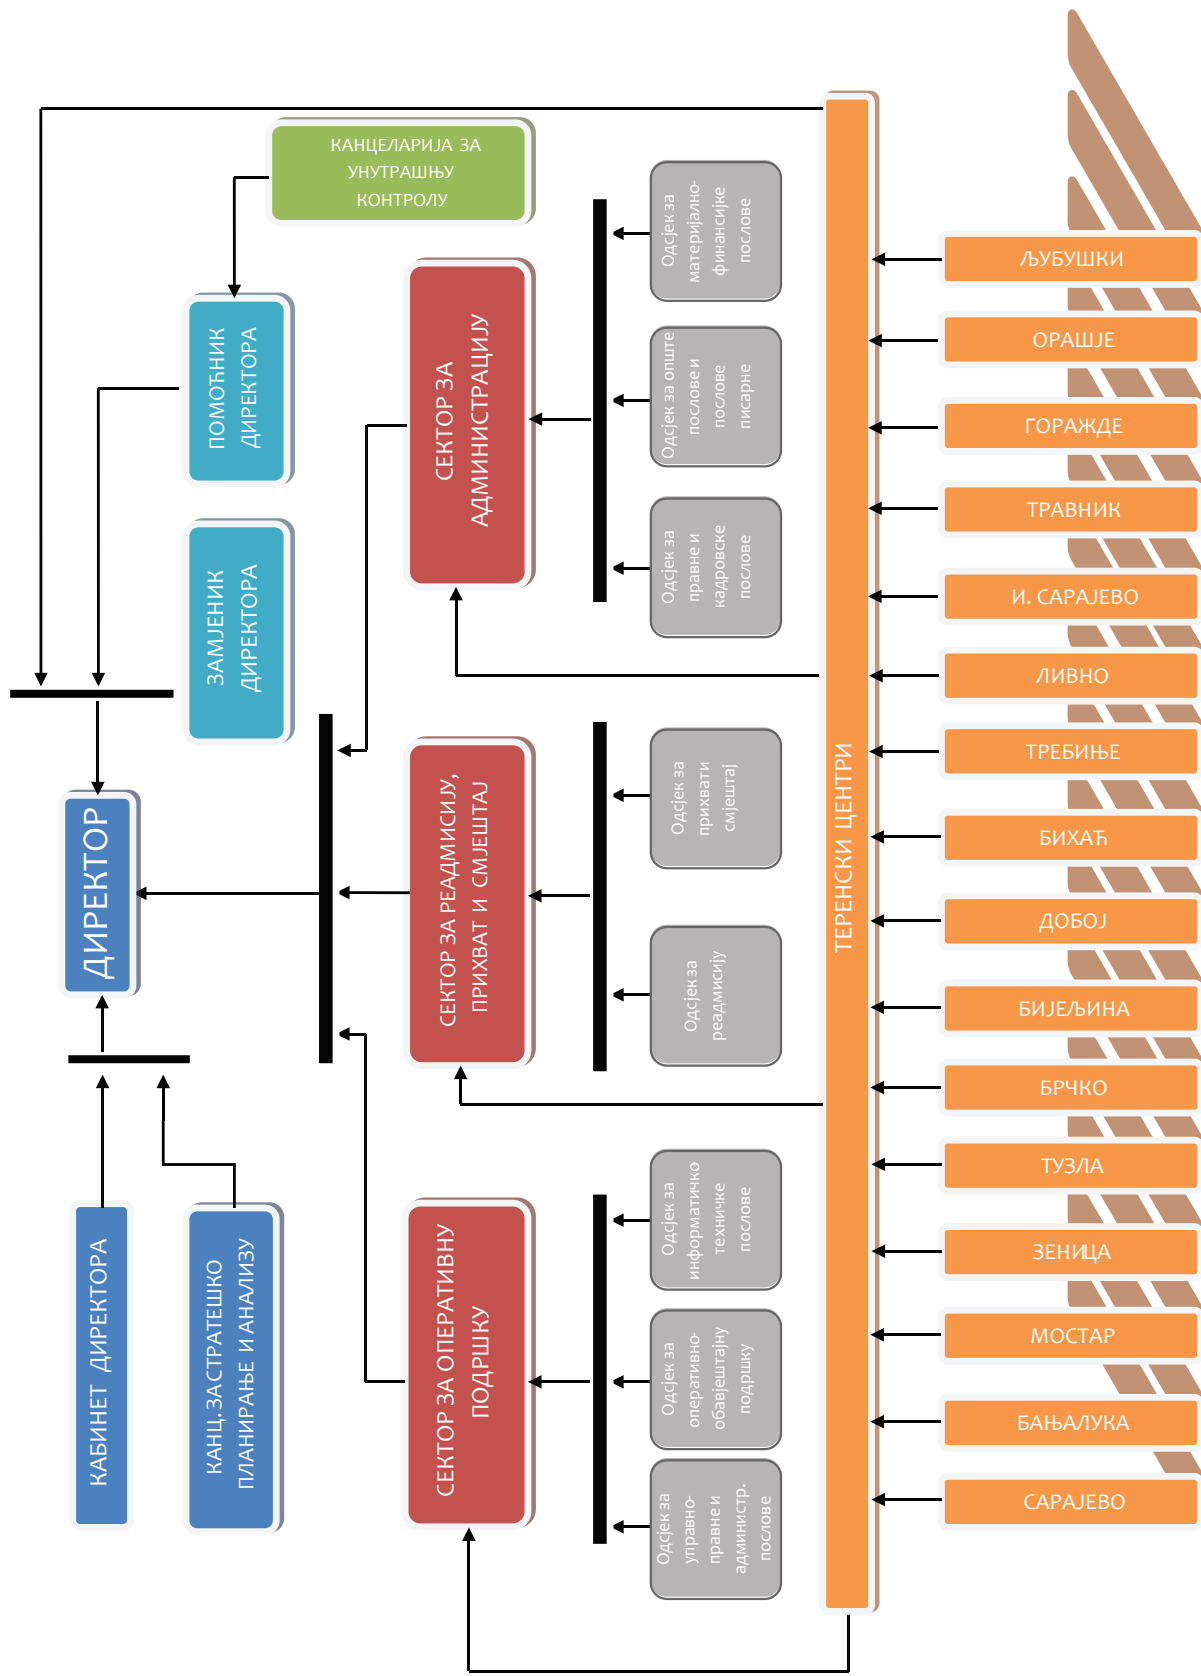 ДИРЕКТОР
КАБИНЕТ ДИРЕКТОРА
КАНЦ. ЗА СТРАТЕШКО
ПЛАНИРАЊЕ И АНАЛИЗУ
ЗАМЈЕНИК
ДИРЕКТОРА
ПОМОЋНИК
ДИРЕКТОРА
КАНЦЕЛАРИЈА ЗА
УНУТРАШЊУ
КОНТРОЛУ
СЕКТОР ЗА ОПЕРАТИВНУ
ПОДРШКУ
СЕКТОР ЗА РЕАДМИСИЈУ,
ПРИХВАТ И СМЈЕШТАЈ
СЕКТОР ЗА
АДМИНИСТРАЦИЈУ
Одсјек за
управно-
правне и
администр.
послове
Одсјек за
оперативно-
обавјештајну
подршку
Одсјек за
информатичко
техничке
послове
Одсјек за
реадмисију
Одсјек за
прихвати
смјештај
Одсјек за
правне и
кадровске
послове
Одсјек за опште
послове и
послове
писарне
Одсјек за
материјално-
финансијке
послове
ТЕРЕНСКИ ЦЕНТРИ
САРАЈЕВО
БАЊАЛУКА
МОСТАР
ЗЕНИЦА
ТУЗЛА
БРЧКО
БИЈЕЉИНА
ДОБОЈ
БИХАЋ
ТРЕБИЊЕ
ЛИВНО
И. САРАЈЕВО
ТРАВНИК
ГОРАЖДЕ
ОРАШЈЕ
ЉУБУШКИ